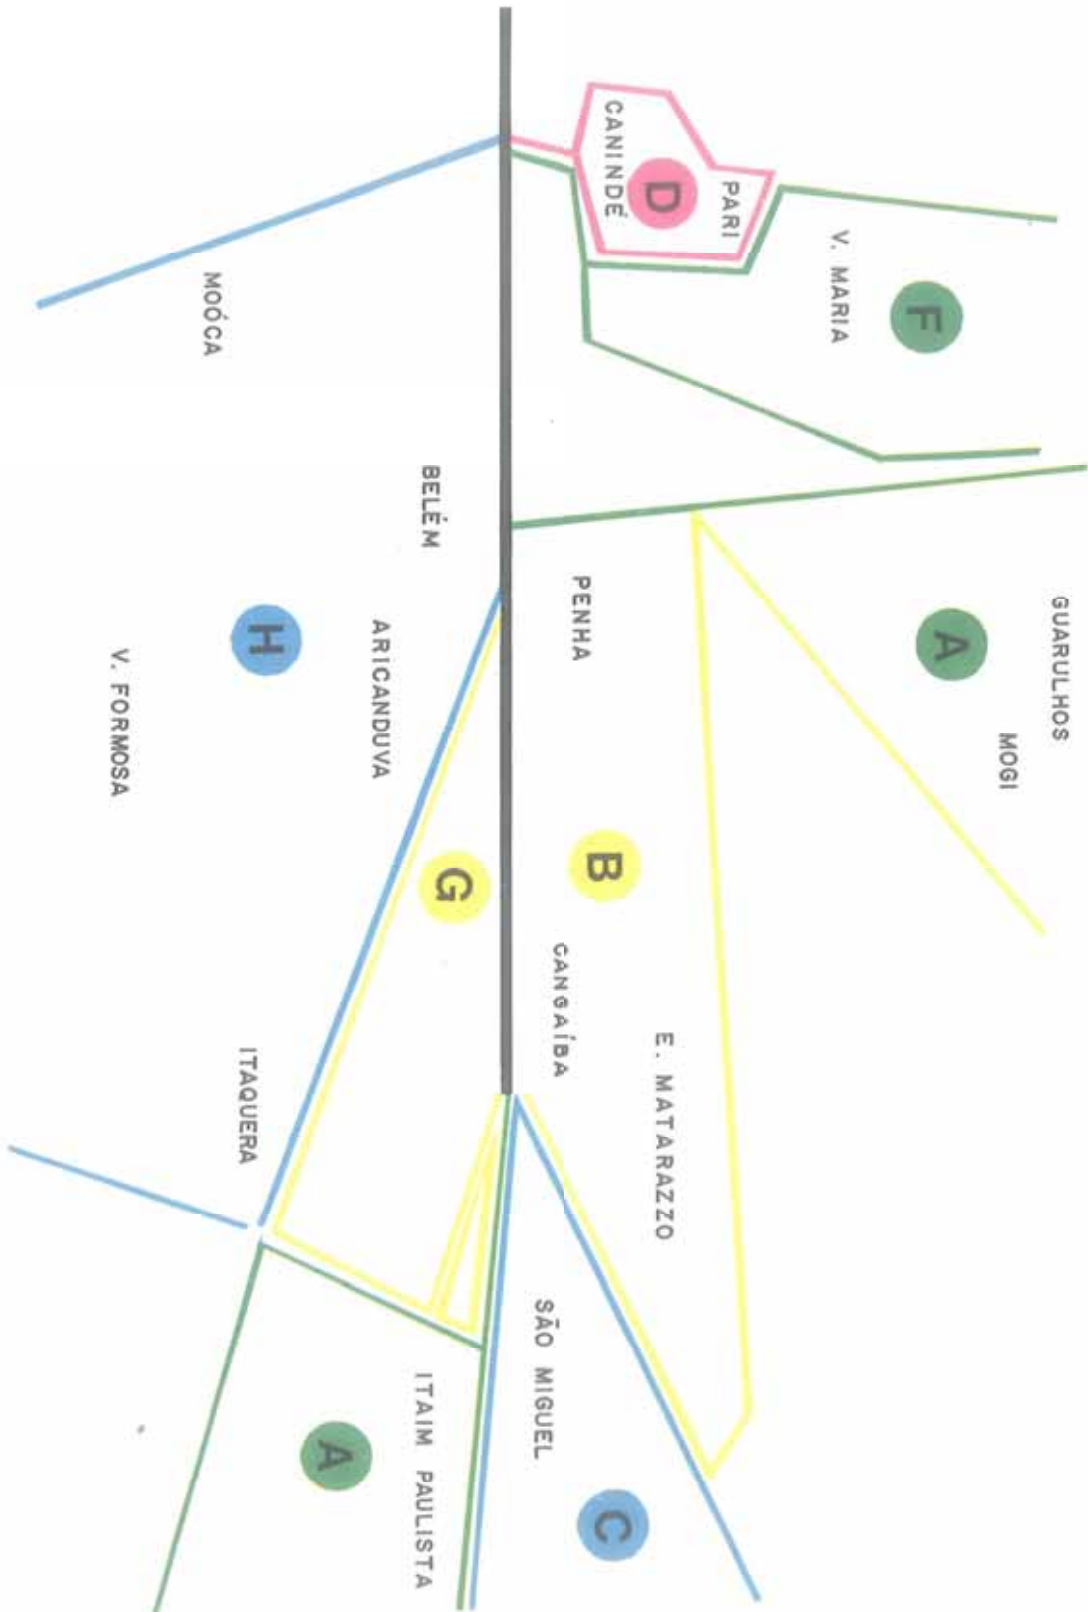 GUARULHOS
MOGI
A
F
V. MARIA
PARI
D
E. MATARAZZO
CANINDÉ
C
B
PENHA
CANGAÍBA
SÃO MIGUEL
G
BELÉM
ITAIM PAULISTA
ARICANDUVA
A
H
ITAQUERA
MOÓCA
V. FORMOSA